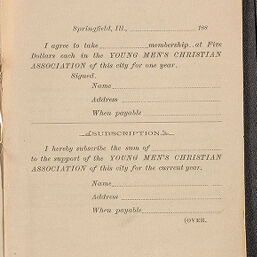 Springfield, Ill., 188
I agree to take membership at Five
Dollars each in the YOUNG MEN'S CHRISTIAN
ASSOCIATION of this city for one year.
Signed.
Name
Address
When payable
SUBSCRIPTION.
I hereby subscribe the sum of
to the support of the YOUNG MEN'S CHRISTIAN
ASSOCIATION of this city for the current year.
Name
Address
When payable
(OVER.